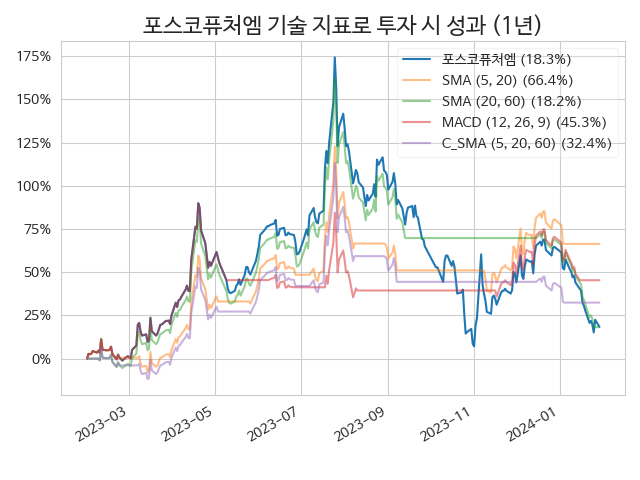 포스코퓨처엠 기술 지표로 투자 시 성과 (1년)
175%
150%
125%
100%
75%
50%
25%
0%
포스코퓨처엠 (18.3%)
SMA (5, 20) (66.4%)
SMA (20, 60) (18.2%)
MACD (12, 26, 9) (45.3%)
C_SMA (5, 20, 60) (32.4%)
2023-03
2023-05
2023-07
2023-09
2023-11
2024-01